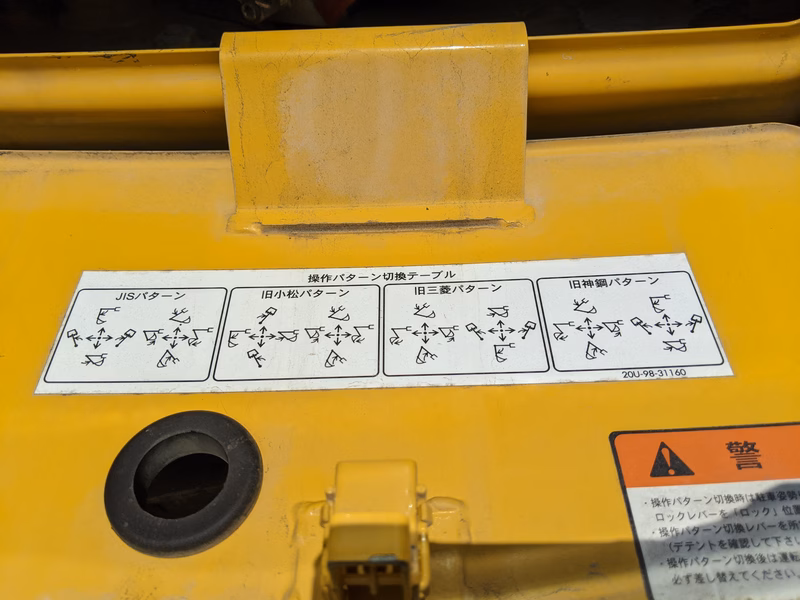 操作パターン切換テーブル
JISパターン
旧小松パターン
旧三菱パターン
旧神鋼パターン
20U-98-31160
警
・操作パターン切換時は駐車姿勢
ロックレバーを「ロック」位置
・操作パターン切換レバーを所
(デテントを確認して下さい
・操作パターン切換後は運転
必ず差し替えてください。